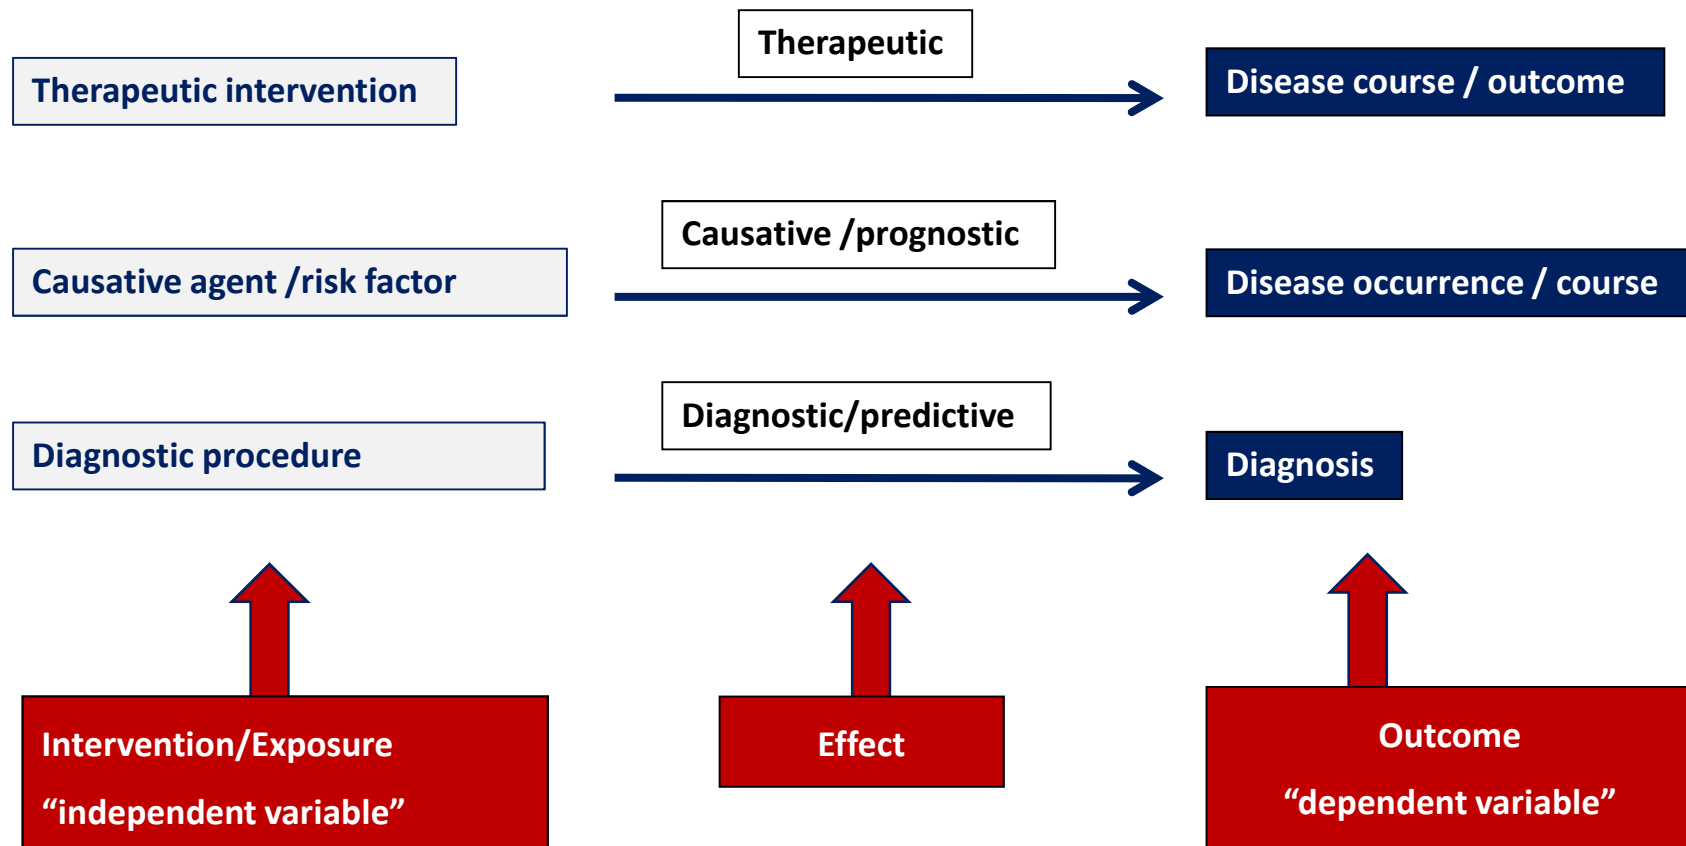 Therapeutic
Therapeutic intervention
Disease course / outcome
Causative /prognostic
Causative agent /risk factor
Disease occurrence / course
Diagnostic/predictive
Diagnostic procedure
Diagnosis
Intervention/Exposure
“independent variable”
Effect
Outcome
“dependent variable”